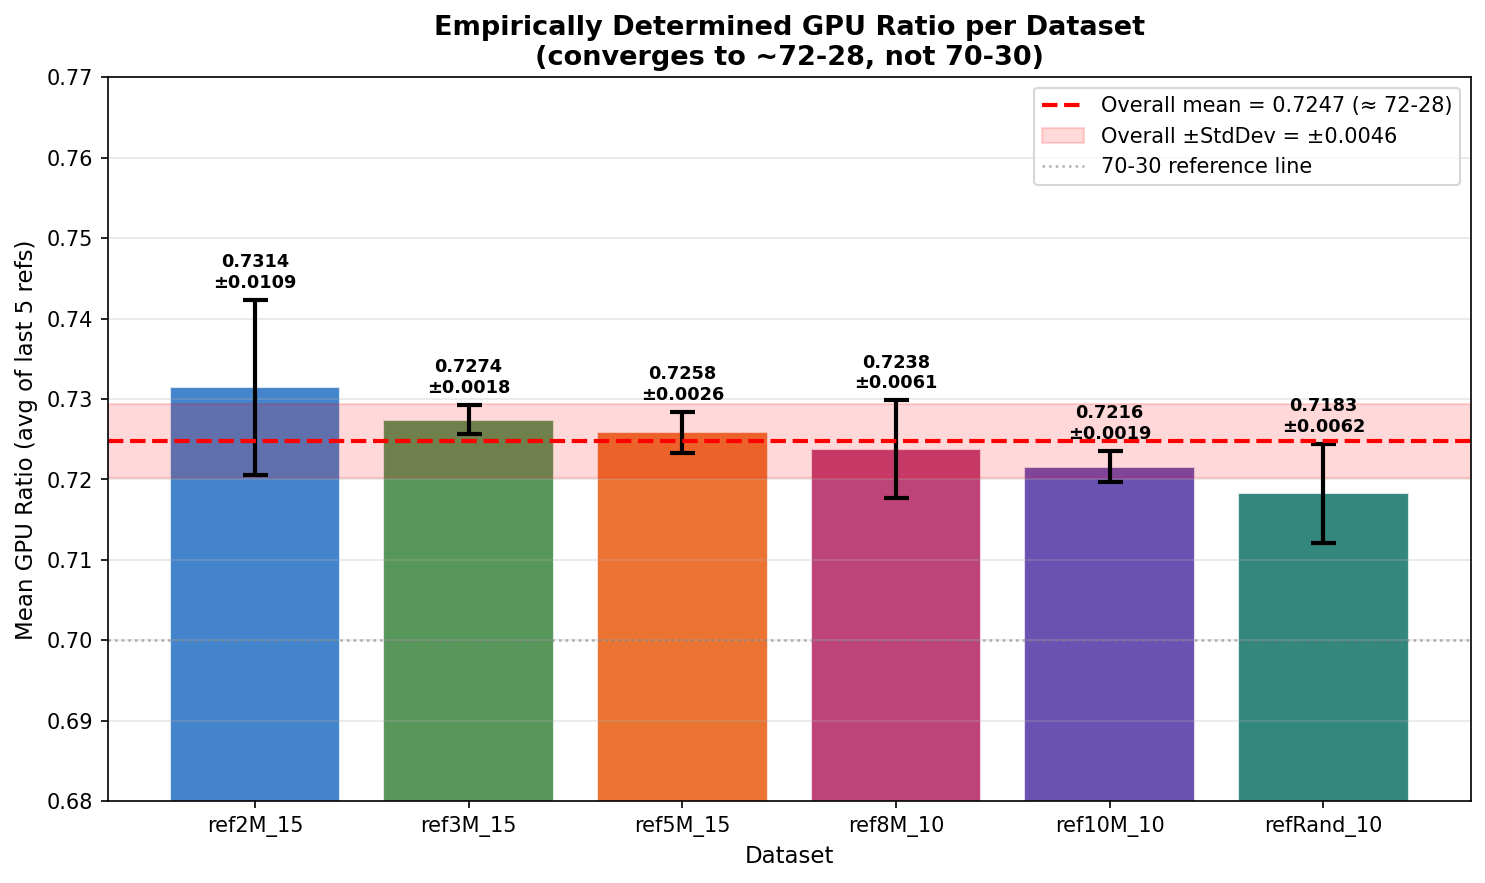 Empirically Determined GPU Ratio per Dataset
(converges to ~72-28, not 70-30)
Overall mean = 0.7247 (≈ 72-28)
Overall ±StdDev = ±0.0046
70-30 reference line
Mean GPU Ratio (avg of last 5 refs)
0.77
0.76
0.75
0.74
0.73
0.72
0.71
0.70
0.69
0.68
0.7314
±0.0109
0.7274
±0.0018
0.7258
±0.0026
0.7238
±0.0061
0.7216
±0.0019
0.7183
±0.0062
ref2M_15
ref3M_15
ref5M_15
ref8M_10
ref10M_10
refRand_10
Dataset